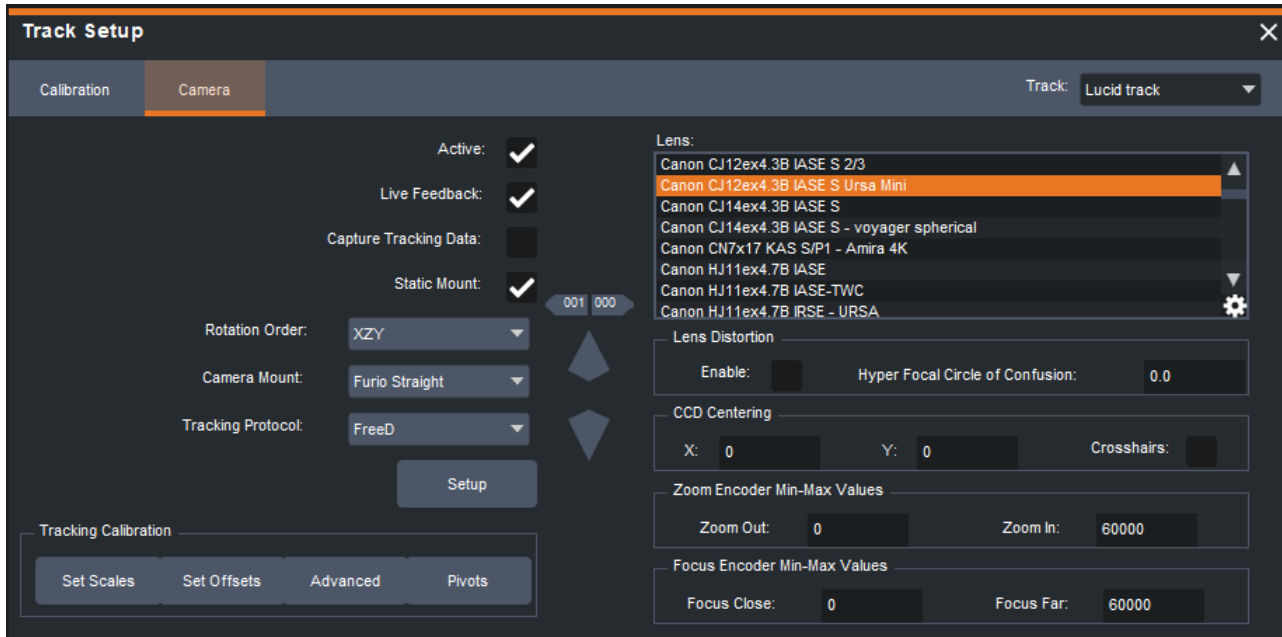 Track Setup
Calibration
Camera
Track:
Lucid track
Active:
Live Feedback:
Capture Tracking Data:
Static Mount:
001 000
Rotation Order:
XZY
Camera Mount:
Furio Straight
Tracking Protocol:
FreeD
Setup
Tracking Calibration
Set Scales
Set Offsets
Advanced
Pivots
Lens:
Canon CJ12ex4.3B IASE S 2/3
Canon CJ12ex4.3B IASE S Ursa Mini
Canon CJ14ex4.3B IASE S
Canon CJ14ex4.3B IASE S - voyager spherical
Canon CN7x17 KAS S/P1 - Amira 4K
Canon HJ11ex4.7B IASE
Canon HJ11ex4.7B IASE-TWC
Canon HJ11ex4.7B IRSE - URSA
Lens Distortion
Enable:
Hyper Focal Circle of Confusion:
0.0
CCD Centering
X: 0
Y: 0
Crosshairs:
Zoom Encoder Min-Max Values
Zoom Out: 0
Zoom In: 60000
Focus Encoder Min-Max Values
Focus Close: 0
Focus Far: 60000